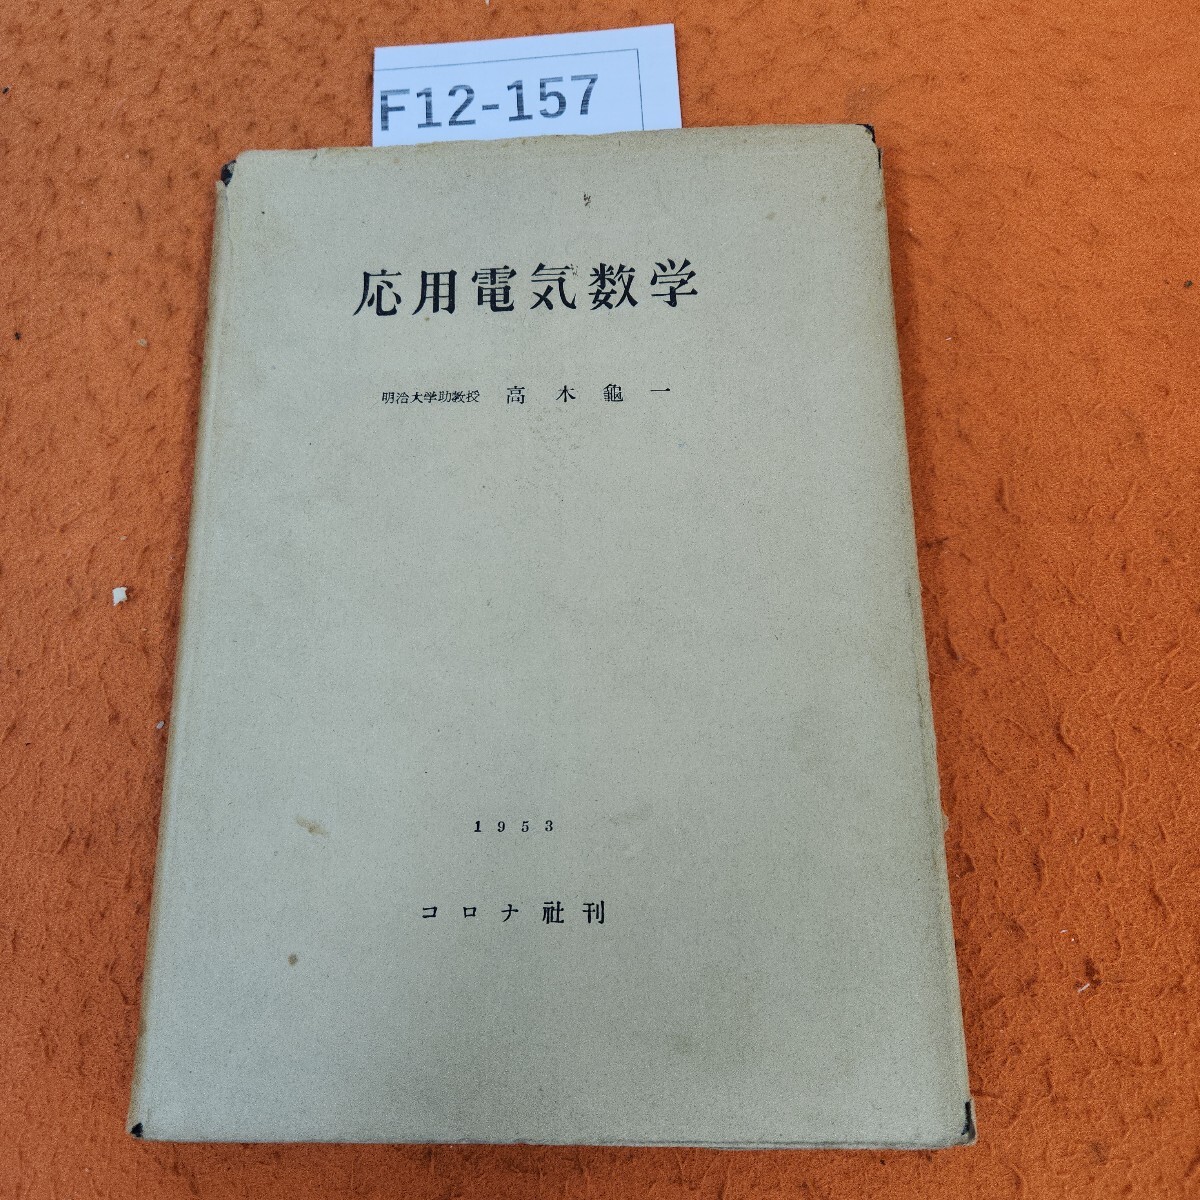 F12-157
応用電気数学
明治大学助教授 高木亀一
1953
コロナ社刊